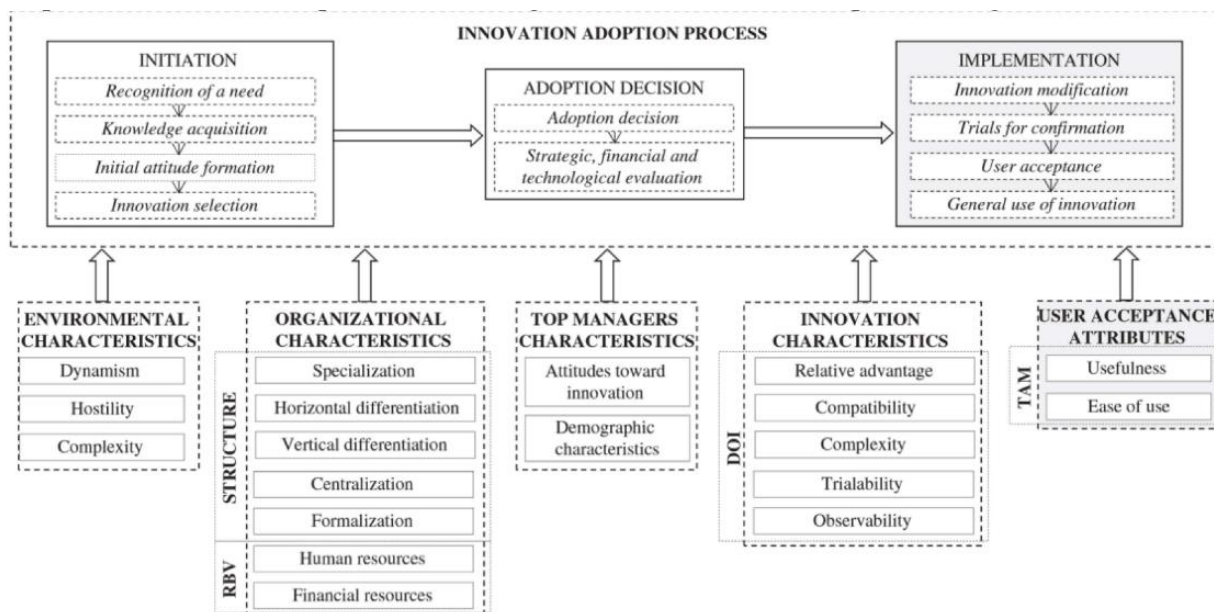 INNOVATION ADOPTION PROCESS
INITIATION
Recognition of a need
Knowledge acquisition
Initial attitude formation
Innovation selection
ADOPTION DECISION
Adoption decision
Strategic, financial and
technological evaluation
IMPLEMENTATION
Innovation modification
Trials for confirmation
User acceptance
General use of innovation
ENVIRONMENTAL
CHARACTERISTICS
Dynamism
Hostility
Complexity
ORGANIZATIONAL
CHARACTERISTICS
STRUCTURE
Specialization
Horizontal differentiation
Vertical differentiation
Centralization
Formalization
RBV
Human resources
Financial resources
TOP MANAGERS
CHARACTERISTICS
Attitudes toward
innovation
Demographic
characteristics
INNOVATION
CHARACTERISTICS
DOI
Relative advantage
Compatibility
Complexity
Trialability
Observability
USER ACCEPTANCE
ATTRIBUTES
TAM
Usefulness
Ease of use